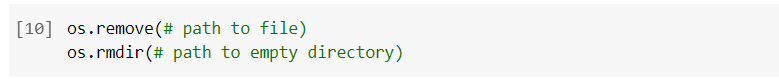 [10] os.remove(# path to file)
os.rmdir(# path to empty directory)